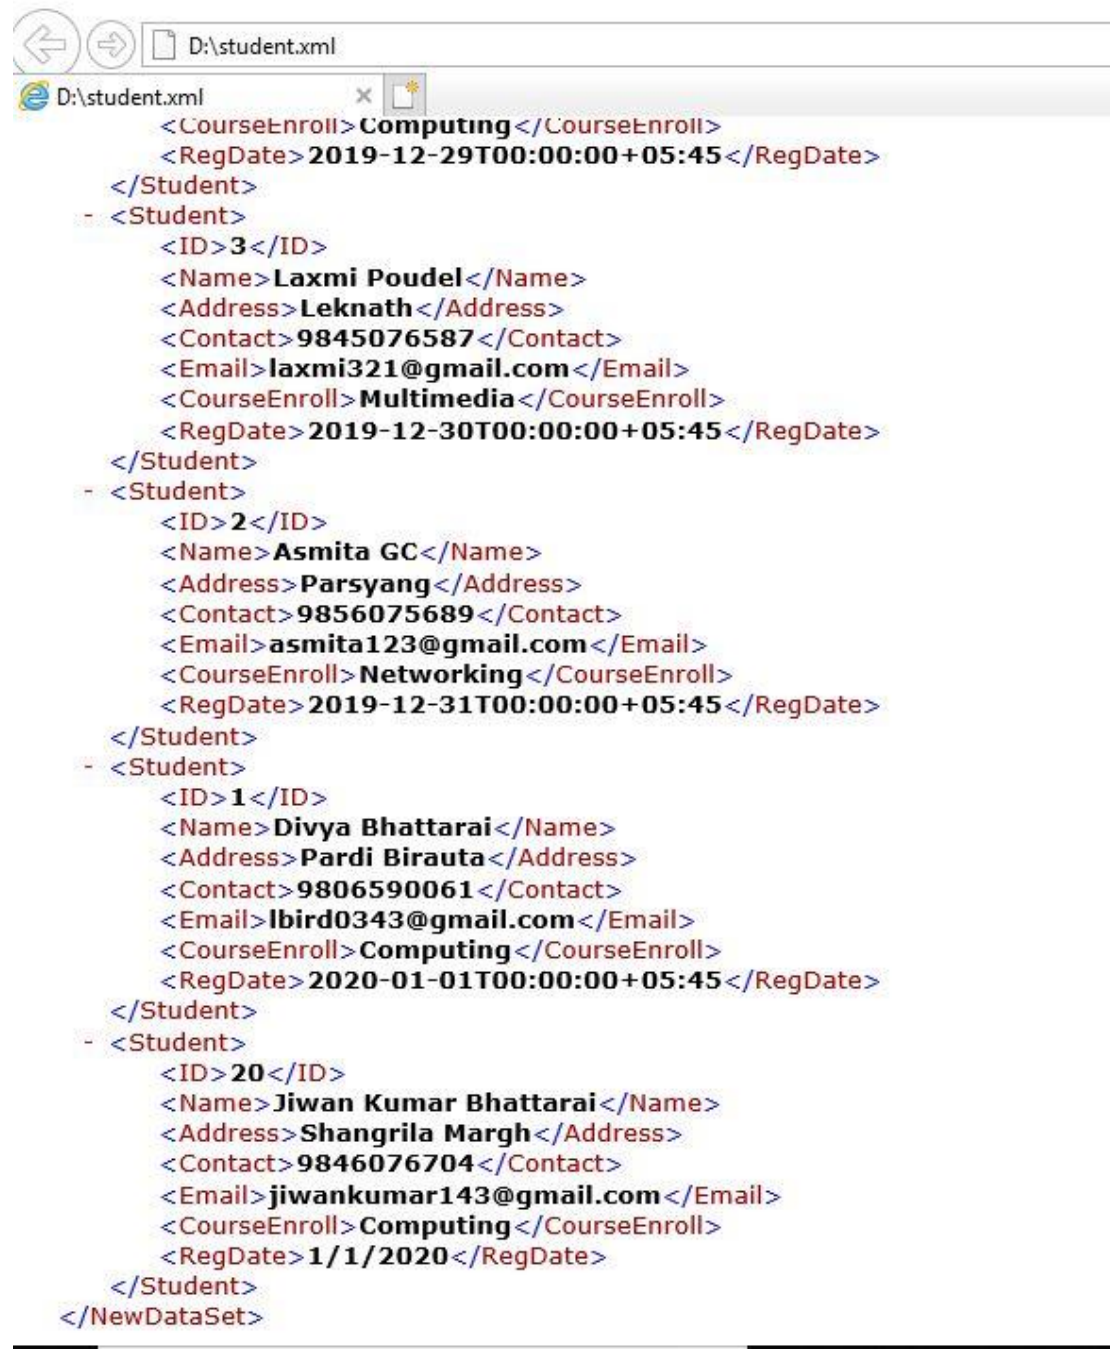 D:\student.xml
D:\student.xml
<CourseEnroll>Computing</CourseEnroll>
<RegDate>2019-12-29T00:00:00+05:45</RegDate>
</Student>
- <Student>
<ID>3</ID>
<Name>Laxmi Poudel</Name>
<Address>Leknath</Address>
<Contact>9845076587</Contact>
<Email>laxmi321@gmail.com</Email>
<CourseEnroll>Multimedia</CourseEnroll>
<RegDate>2019-12-30T00:00:00+05:45</RegDate>
</Student>
- <Student>
<ID>2</ID>
<Name>Asmita GC</Name>
<Address>Parsyang</Address>
<Contact>9856075689</Contact>
<Email>asmita123@gmail.com</Email>
<CourseEnroll>Networking</CourseEnroll>
<RegDate>2019-12-31T00:00:00+05:45</RegDate>
</Student>
- <Student>
<ID>1</ID>
<Name>Divya Bhattarai</Name>
<Address>Pardi Birauta</Address>
<Contact>9806590061</Contact>
<Email>lbird0343@gmail.com</Email>
<CourseEnroll>Computing</CourseEnroll>
<RegDate>2020-01-01T00:00:00+05:45</RegDate>
</Student>
- <Student>
<ID>20</ID>
<Name>Jiwan Kumar Bhattarai</Name>
<Address>Shangrila Margh</Address>
<Contact>9846076704</Contact>
<Email>jiwankumar143@gmail.com</Email>
<CourseEnroll>Computing</CourseEnroll>
<RegDate>1/1/2020</RegDate>
</Student>
</NewDataSet>